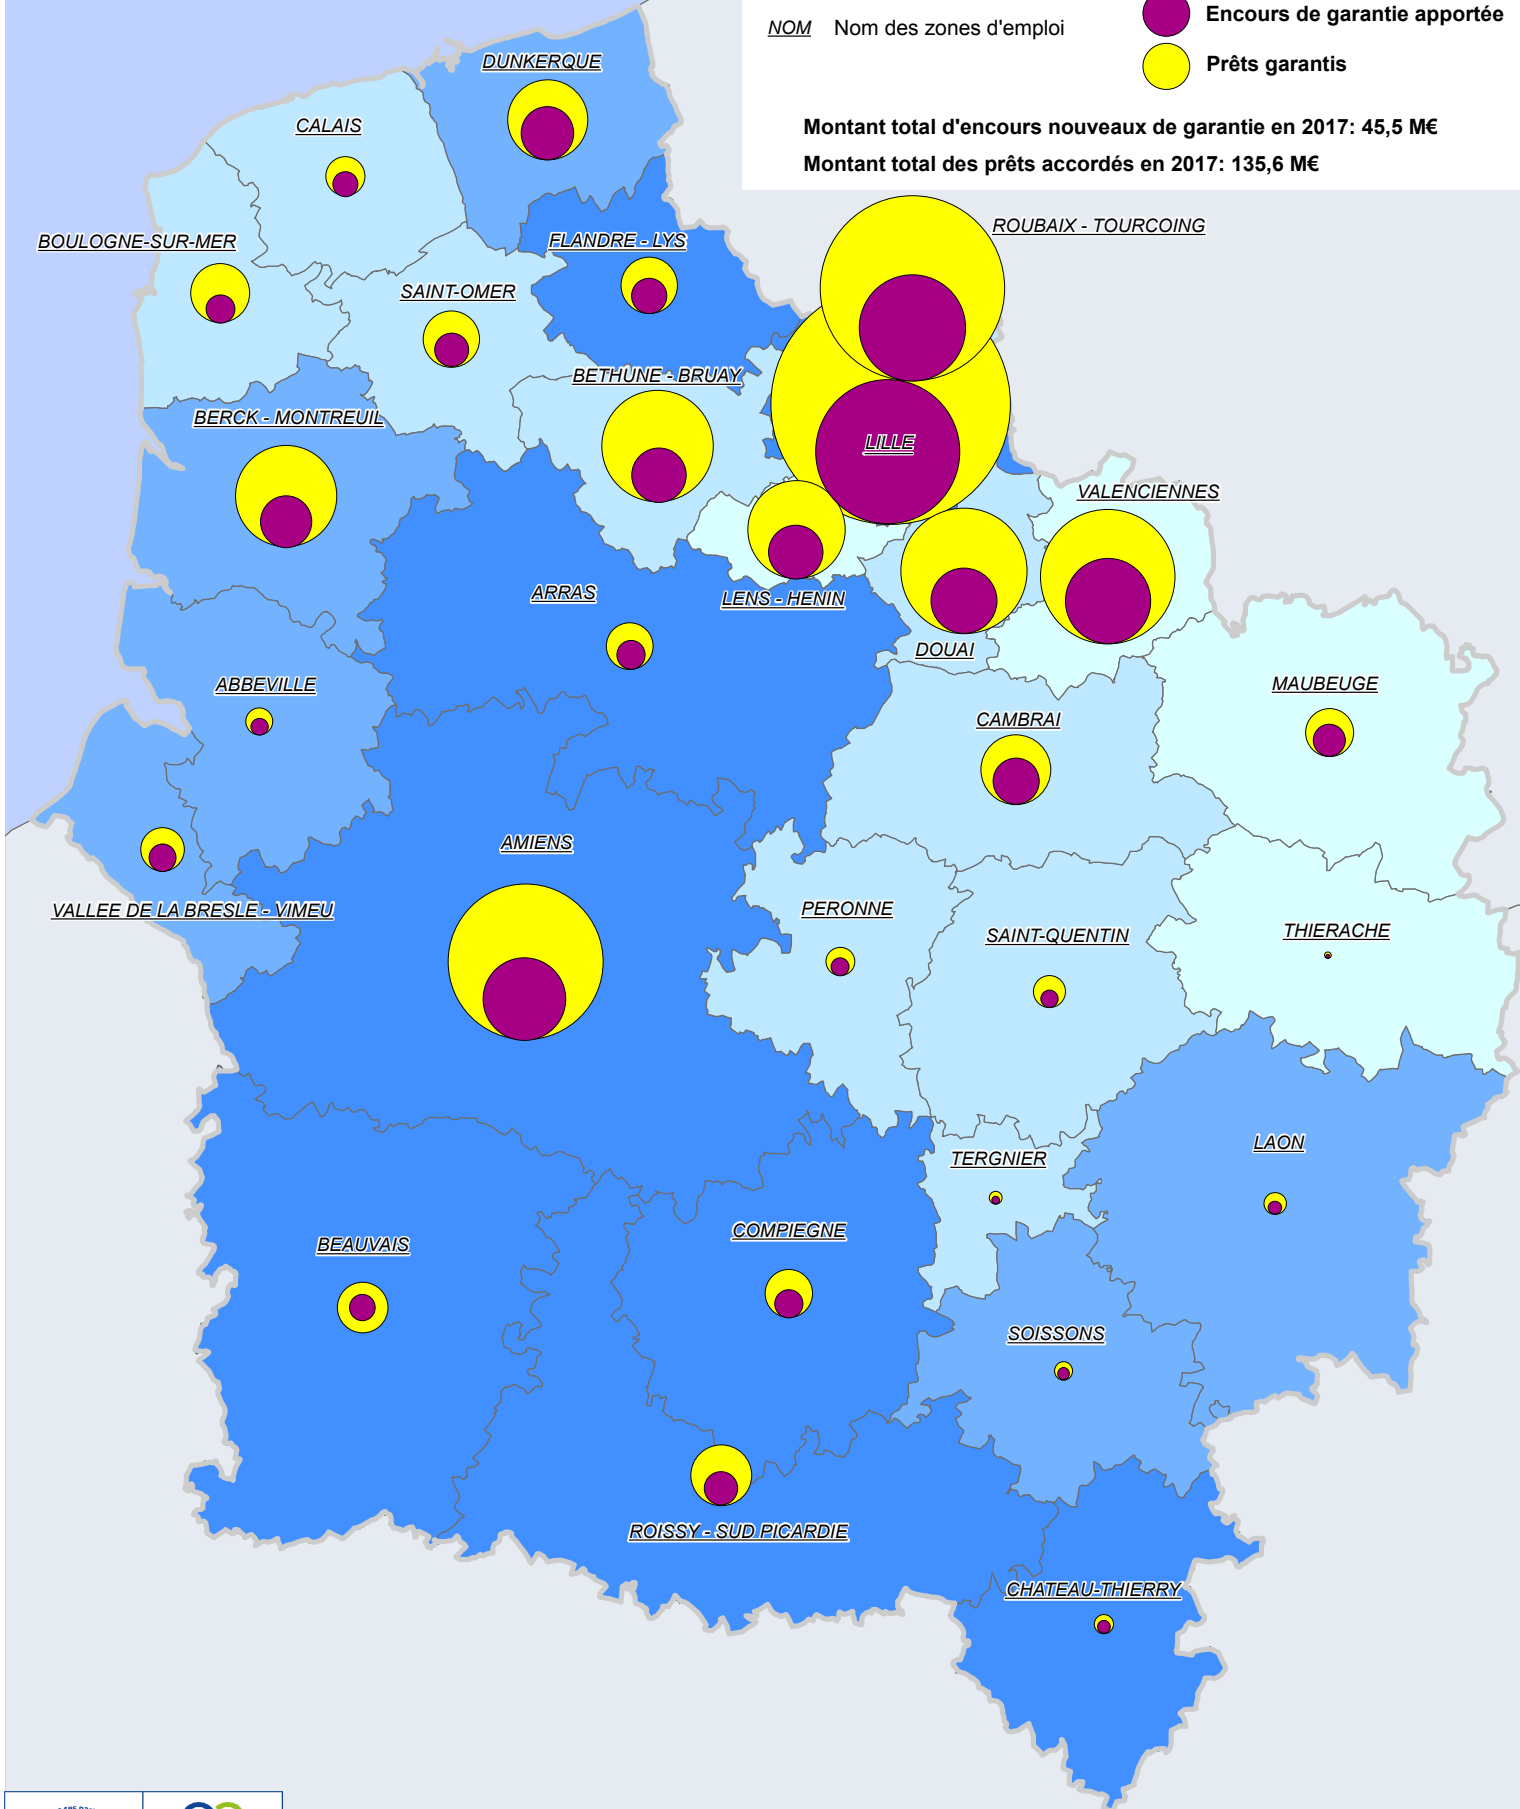 Encours de garantie apportée
NOM Nom des zones d'emploi
Prêts garantis
Montant total d'encours nouveaux de garantie en 2017: 45,5 M€
Montant total des prêts accordés en 2017: 135,6 M€
DUNKERQUE
CALAIS
ROUBAIX - TOURCOING
BOULOGNE-SUR-MER
FLANDRE - LYS
SAINT-OMER
BETHUNE - BRUAY
BERCK - MONTREUIL
LILLE
VALENCIENNES
ARRAS
LENS - HENIN
DOUAI
ABBEVILLE
MAUBEUGE
CAMBRAI
AMIENS
VALLEE DE LA BRESLE - VIMEU
PERONNE
SAINT-QUENTIN
THIERACHE
LAON
TERGNIER
COMPIEGNE
BEAUVAIS
SOISSONS
ROISSY - SUD PICARDIE
CHATEAU-THIERRY